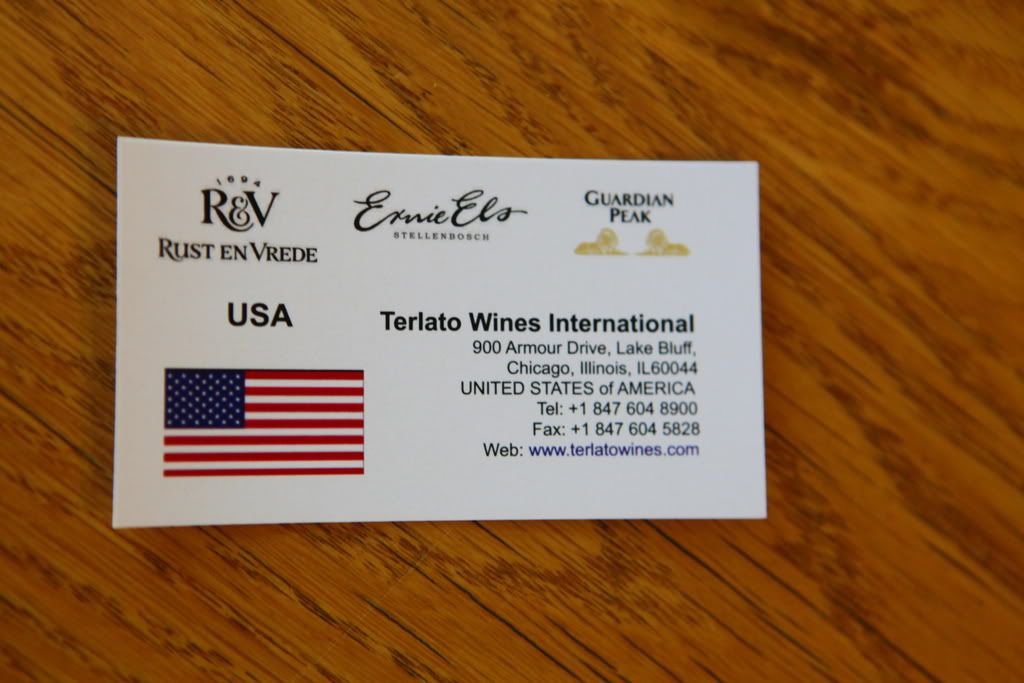 1694
R&V
RUST EN VREDE
Ernie Els
STELLENBOSCH
GUARDIAN
PEAK
USA
Terlato Wines International
900 Armour Drive, Lake Bluff,
Chicago, Illinois, IL60044
UNITED STATES of AMERICA
Tel: +1 847 604 8900
Fax: +1 847 604 5828
Web: www.terlatowines.com